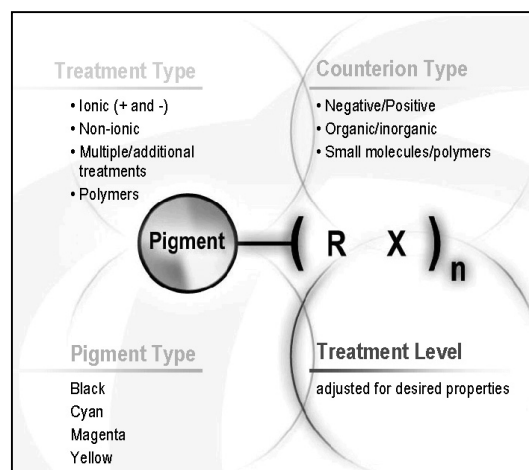 Treatment Type
• Ionic (+ and -)
• Non-ionic
• Multiple/additional
treatments
• Polymers
Counterion Type
• Negative/Positive
• Organic/inorganic
• Small molecules/polymers
Pigment ( R X )n
Pigment Type
Black
Cyan
Magenta
Yellow
Treatment Level
adjusted for desired properties